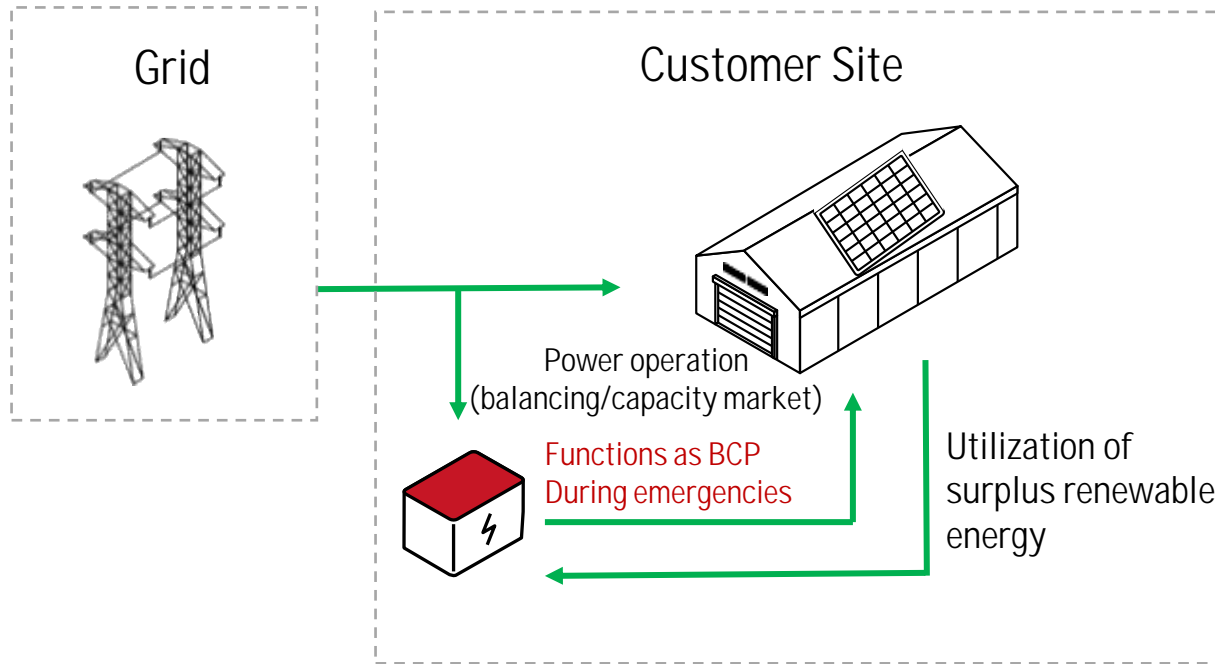 Grid
Customer Site
Power operation
(balancing/capacity market)
Functions as BCP
During emergencies
Utilization of
surplus renewable
energy